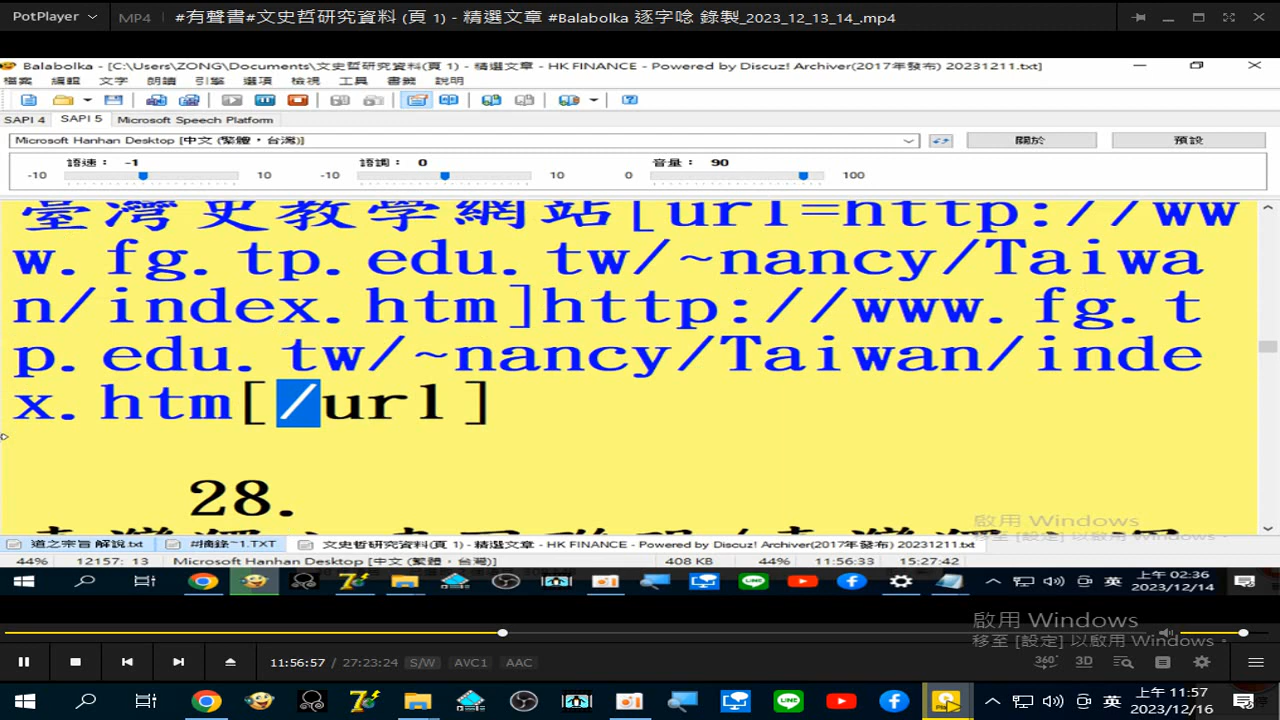 PotPlayer MP4 #有聲書#文史哲研究資料 (頁 1) - 精選文章 #Balabolka 逐字唸 錄製_2023_12_13_14_.mp4
Balabolka - [C:\Users\ZONG\Documents\文史哲研究資料(頁 1) - 精選文章 - HK FINANCE - Powered by Discuz! Archiver(2017年發布) 20231211.txt]
檔案 編輯 文字 朗讀 引擎 選項 檢視 工具 書籤 說明
SAPI 4 SAPI 5 Microsoft Speech Platform
Microsoft Hanhan Desktop [中文 (繁體，台灣)] 關於 預設
語速： -1 語調： 0 音量： 90
-10 10 -10 10 0 100
臺灣史教学網站[url=http://ww
w.fg.tp.edu.tw/~nancy/Taiwa
n/index.htm]http://www.fg.t
p.edu.tw/~nancy/Taiwan/inde
x.htm[/url]
28.
啟用 Windows
道之宗旨 解說.txt #摘錄~1.TXT 文史哲研究資料(頁 1) - 精選文章 - HK FINANCE - Powered by Discuz! Archiver(2017年發布) 20231211.txt
44% 12157: 13 Microsoft Hanhan Desktop [中文 (繁體，台灣)] 408 KB 44% 11:56:33 15:27:42
英 上午 02:36
2023/12/14
啟用 Windows
移至 [設定] 以啟用 Windows。
11:56:57 / 27:23:24 S/W AVC1 AAC 360° 3D
英 上午 11:57
2023/12/16